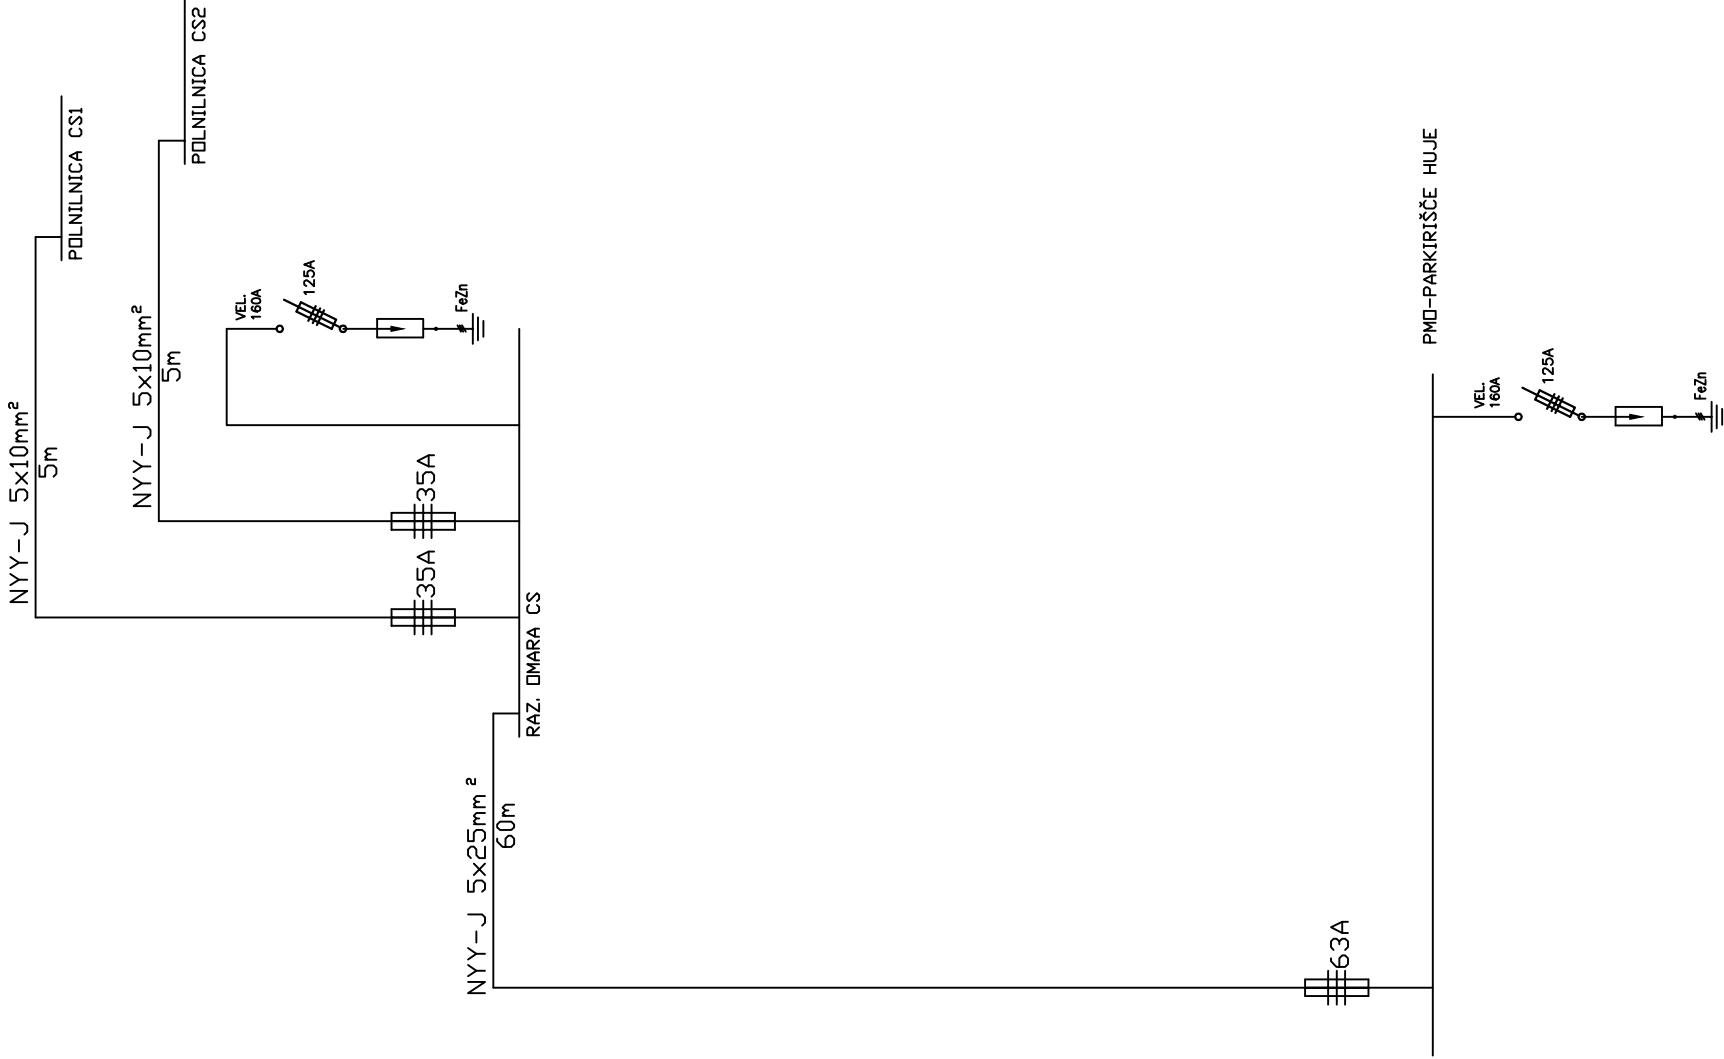 NYY-J 5x10mm²
5m
POLNILNICA CS1
NYY-J 5x10mm²
5m
POLNILNICA CS2
VEL.
160A
125A
FeZn
35A
35A
RAZ. OMARA CS
NYY-J 5x25mm²
60m
63A
PMO-PARKIRIŠČE HUJE
VEL.
160A
125A
FeZn